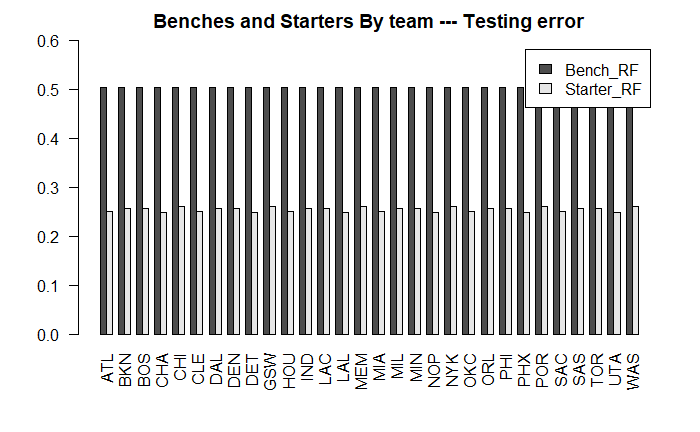 Benches and Starters By team --- Testing error
0.6
0.5
0.4
0.3
0.2
0.1
0.0
Bench_RF
Starter_RF
ATL
BKN
BOS
CHA
CHI
CLE
DAL
DEN
DET
GSW
HOU
IND
LAC
LAL
MEM
MIA
MIL
MIN
NOP
NYK
OKC
ORL
PHI
PHX
POR
SAC
SAS
TOR
UTA
WAS